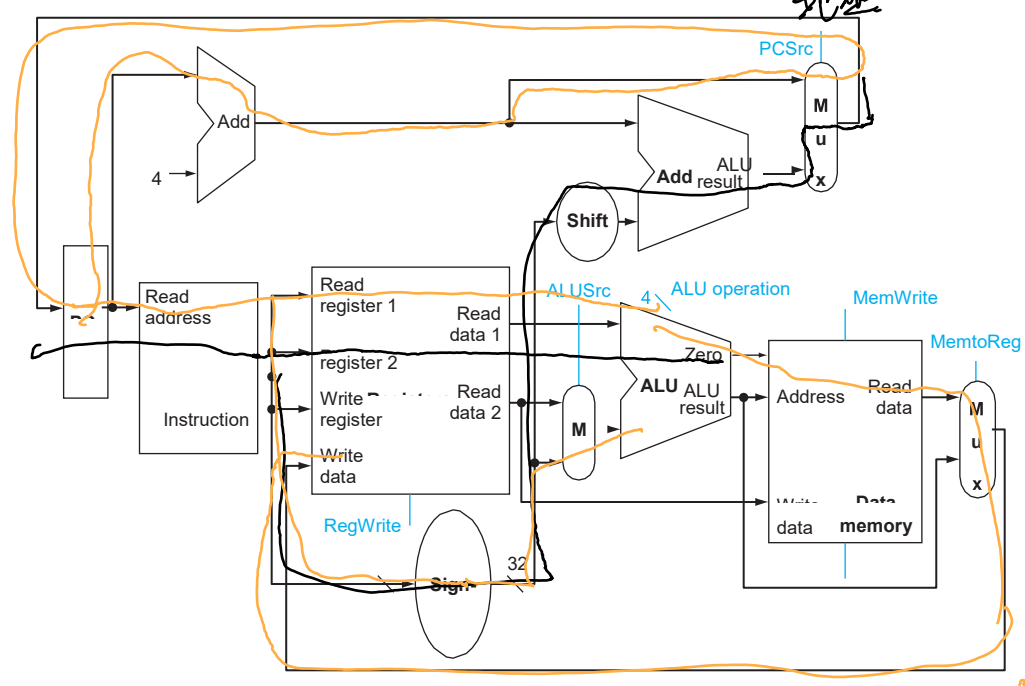 PCSrc
M
u
x
Add
4
Add
ALU
result
Shift
Read
address
Instruction
Read
register 1
register 2
Write
register
Write
data
Read
data 1
Read
data 2
RegWrite
ALUSrc
M
4
ALU operation
Zero
ALU
ALU
result
MemWrite
Address
Read
data
data
Data
memory
MemtoReg
M
u
x
Sign-
32